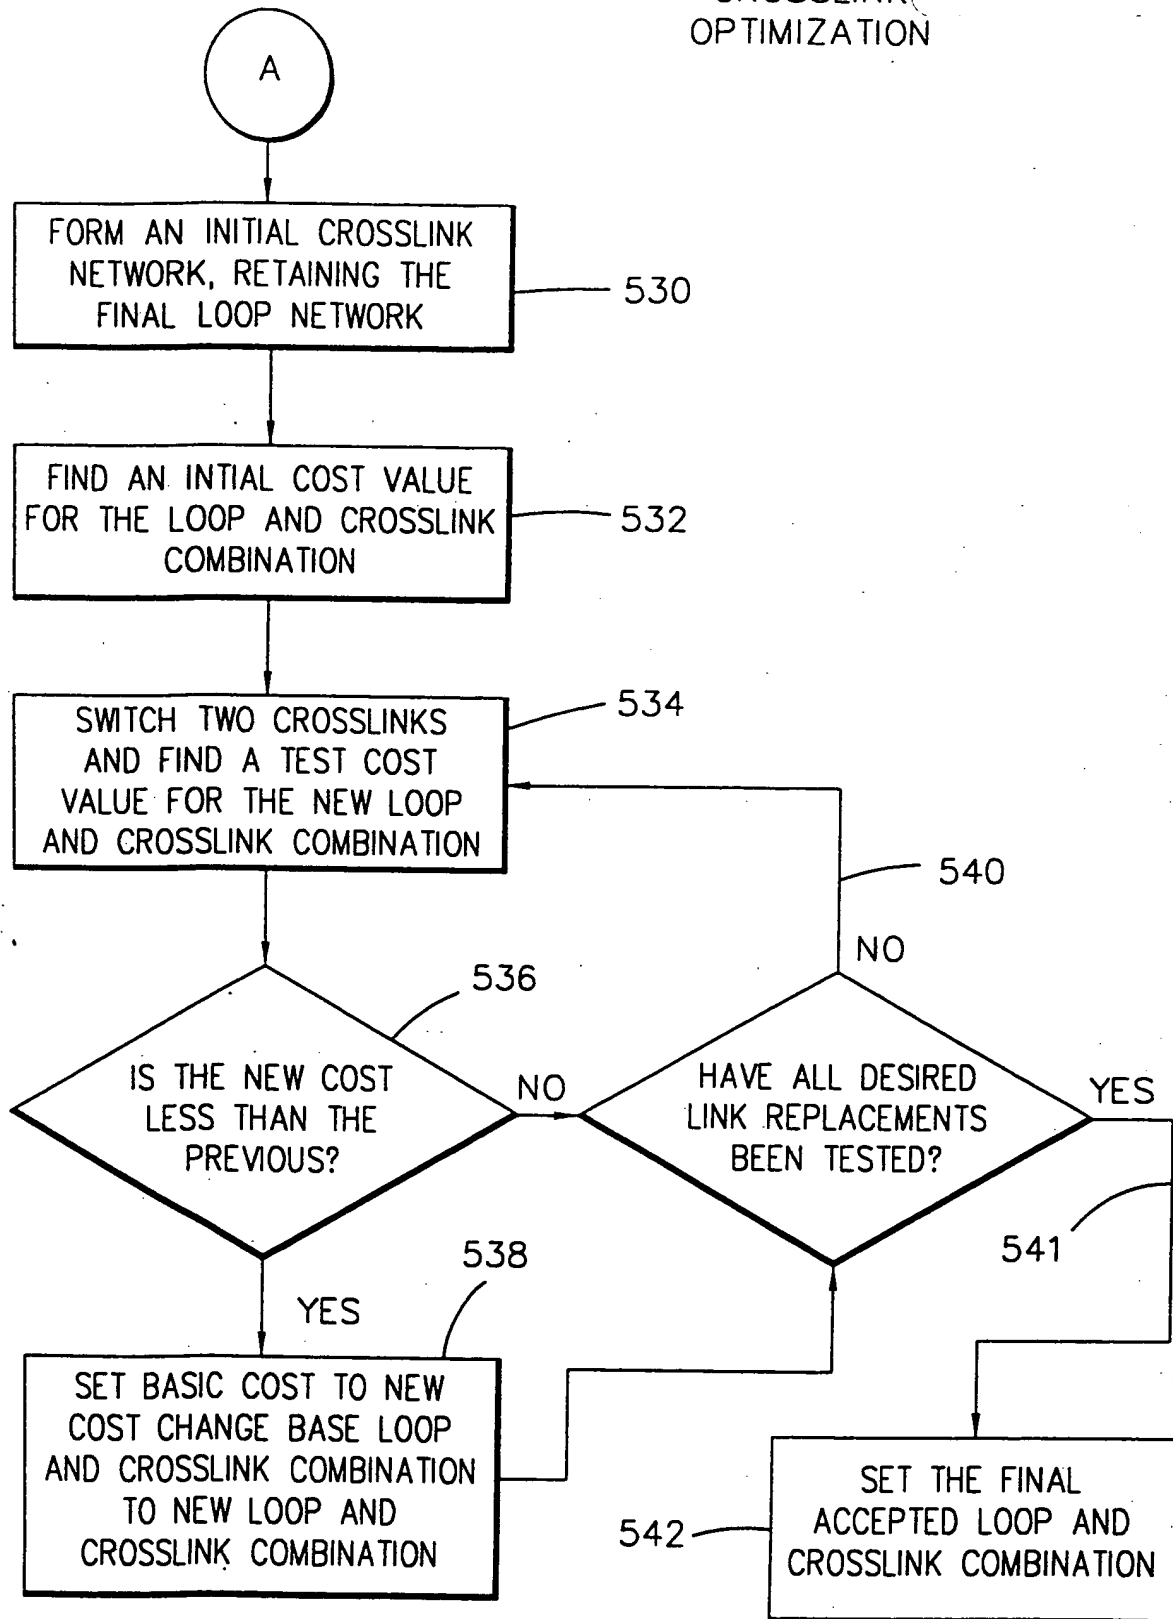 CROSSLINK
OPTIMIZATION
A
FORM AN INITIAL CROSSLINK
NETWORK, RETAINING THE
FINAL LOOP NETWORK
530
FIND AN INTIAL COST VALUE
FOR THE LOOP AND CROSSLINK
COMBINATION
532
SWITCH TWO CROSSLINKS
AND FIND A TEST COST
VALUE FOR THE NEW LOOP
AND CROSSLINK COMBINATION
534
540
NO
536
IS THE NEW COST
LESS THAN THE
PREVIOUS?
NO
HAVE ALL DESIRED
LINK REPLACEMENTS
BEEN TESTED?
YES
541
538
YES
SET BASIC COST TO NEW
COST CHANGE BASE LOOP
AND CROSSLINK COMBINATION
TO NEW LOOP AND
CROSSLINK COMBINATION
542
SET THE FINAL
ACCEPTED LOOP AND
CROSSLINK COMBINATION